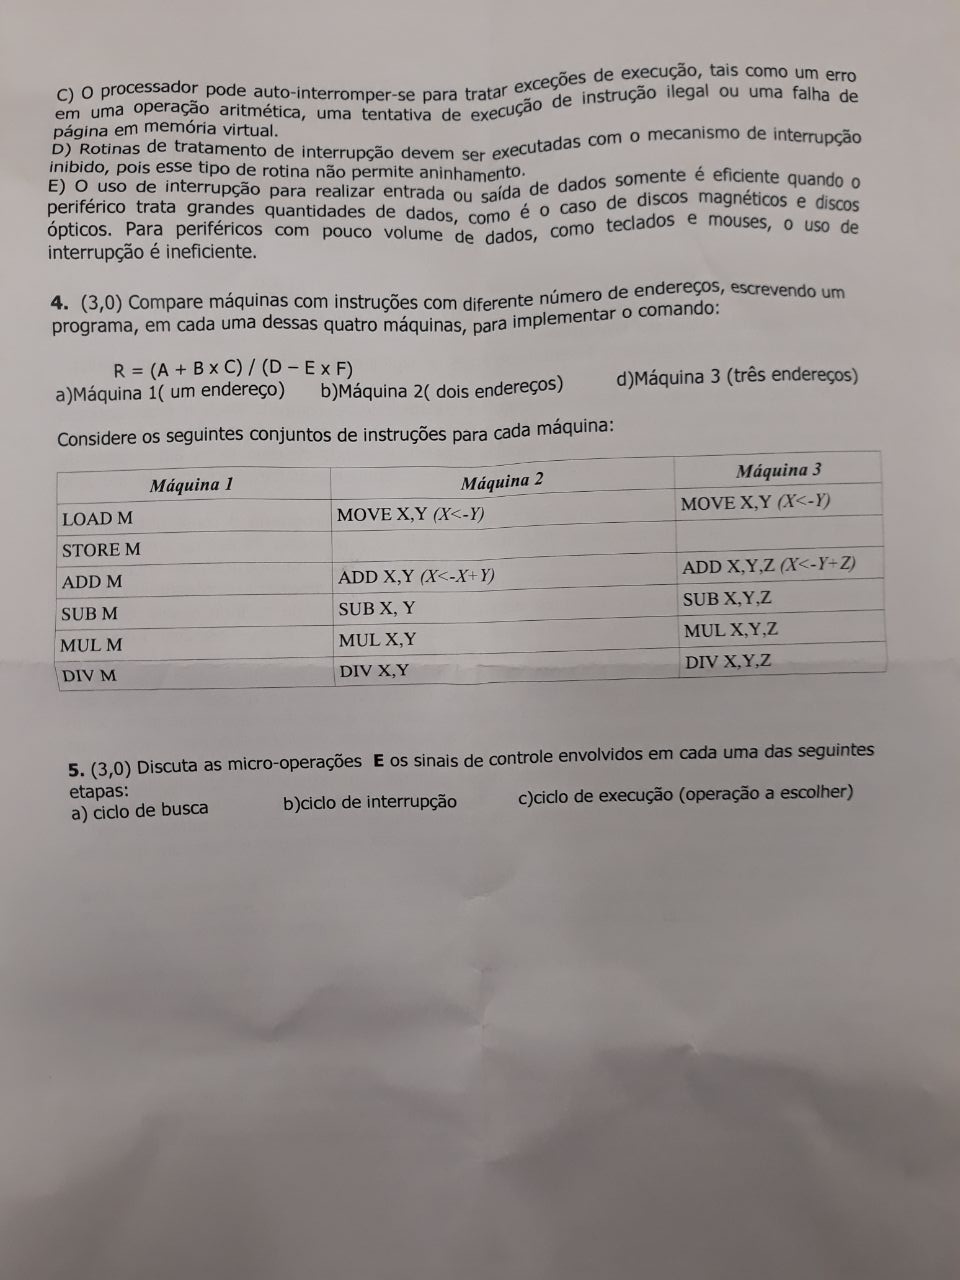 C) O processador pode auto-interromper-se para tratar exceções de execução, tais como um erro
em uma operação aritmética, uma tentativa de execução de instrução ilegal ou uma falha de
página em memória virtual.
D) Rotinas de tratamento de interrupção devem ser executadas com o mecanismo de interrupção
inibido, pois esse tipo de rotina não permite aninhamento.
E) O uso de interrupção para realizar entrada ou saída de dados somente é eficiente quando o
periférico trata grandes quantidades de dados, como é o caso de discos magnéticos e discos
ópticos. Para periféricos com pouco volume de dados, como teclados e mouses, o uso de
interrupção é ineficiente.
4. (3,0) Compare máquinas com instruções com diferente número de endereços, escrevendo um
programa, em cada uma dessas quatro máquinas, para implementar o comando:
R = (A + B x C) / (D – E x F)
a)Máquina 1( um endereço) b)Máquina 2( dois endereços) d)Máquina 3 (três endereços)
Considere os seguintes conjuntos de instruções para cada máquina:
Máquina 1 Máquina 2 Máquina 3
LOAD M MOVE X,Y (X<-Y) MOVE X,Y (X<-Y)
STORE M
ADD M ADD X,Y (X<-X+Y) ADD X,Y,Z (X<-Y+Z)
SUB M SUB X, Y SUB X,Y,Z
MUL M MUL X,Y MUL X,Y,Z
DIV M DIV X,Y DIV X,Y,Z
5. (3,0) Discuta as micro-operações E os sinais de controle envolvidos em cada uma das seguintes
etapas:
a) ciclo de busca b)ciclo de interrupção c)ciclo de execução (operação a escolher)